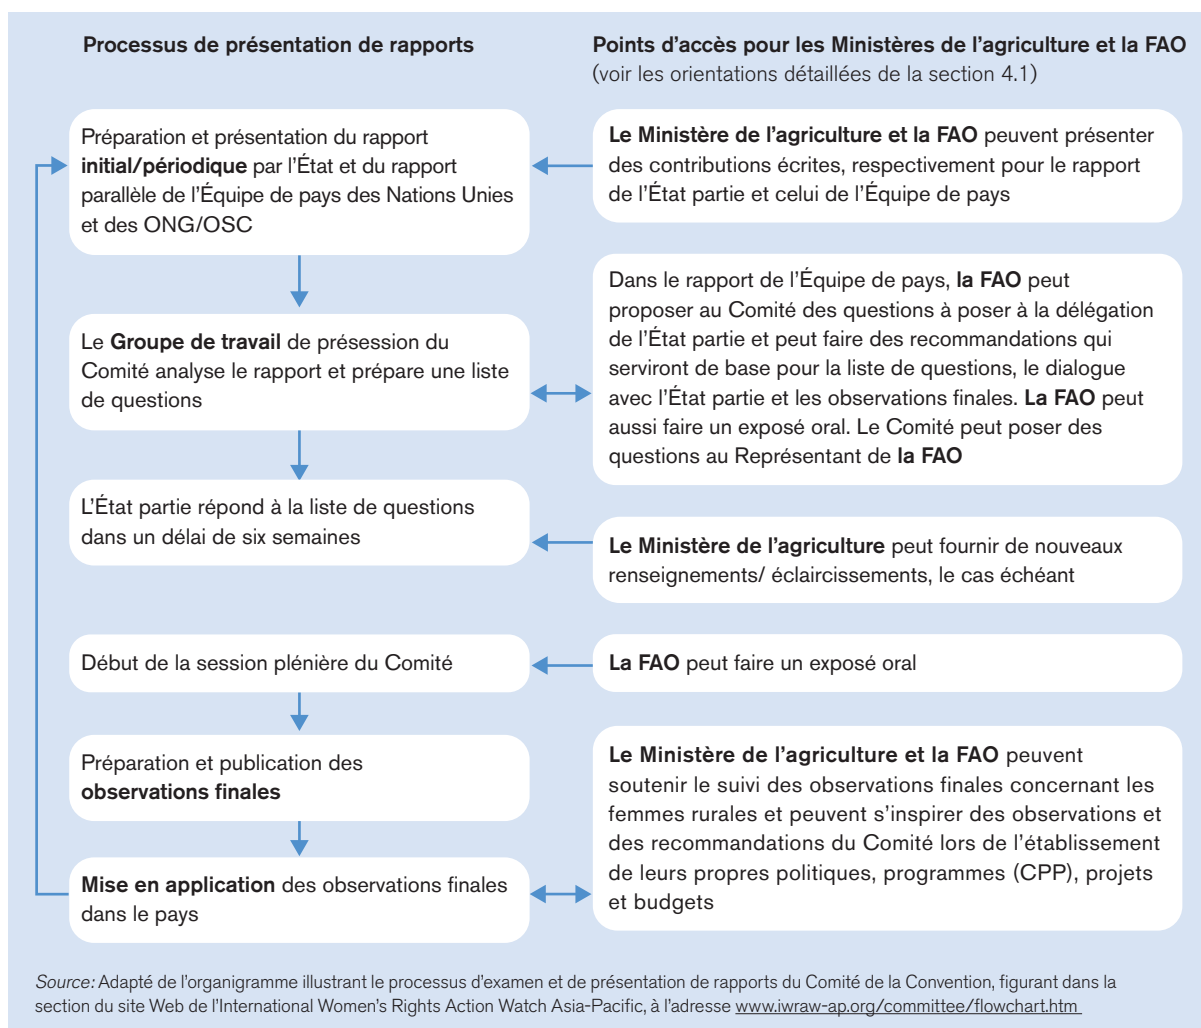 Processus de présentation de rapports
Points d'accès pour les Ministères de l'agriculture et la FAO
(voir les orientations détaillées de la section 4.1)
Préparation et présentation du rapport
initial/périodique par l'État et du rapport
parallèle de l'Équipe de pays des Nations Unies
et des ONG/OSC
Le Ministère de l'agriculture et la FAO peuvent présenter
des contributions écrites, respectivement pour le rapport
de l'État partie et celui de l'Équipe de pays
Le Groupe de travail de présession du
Comité analyse le rapport et prépare une liste
de questions
Dans le rapport de l'Équipe de pays, la FAO peut
proposer au Comité des questions à poser à la délégation
de l'État partie et peut faire des recommandations qui
serviront de base pour la liste de questions, le dialogue
avec l'État partie et les observations finales. La FAO peut
aussi faire un exposé oral. Le Comité peut poser des
questions au Représentant de la FAO
L'État partie répond à la liste de questions
dans un délai de six semaines
Le Ministère de l'agriculture peut fournir de nouveaux
renseignements/ éclaircissements, le cas échéant
Début de la session plénière du Comité
La FAO peut faire un exposé oral
Préparation et publication des
observations finales
Le Ministère de l'agriculture et la FAO peuvent
soutenir le suivi des observations finales concernant les
femmes rurales et peuvent s'inspirer des observations et
des recommandations du Comité lors de l'établissement
de leurs propres politiques, programmes (CPP), projets
et budgets
Mise en application des observations finales
dans le pays
Source: Adapté de l'organigramme illustrant le processus d'examen et de présentation de rapports du Comité de la Convention, figurant dans la
section du site Web de l'International Women's Rights Action Watch Asia-Pacific, à l'adresse www.iwraw-ap.org/committee/flowchart.htm